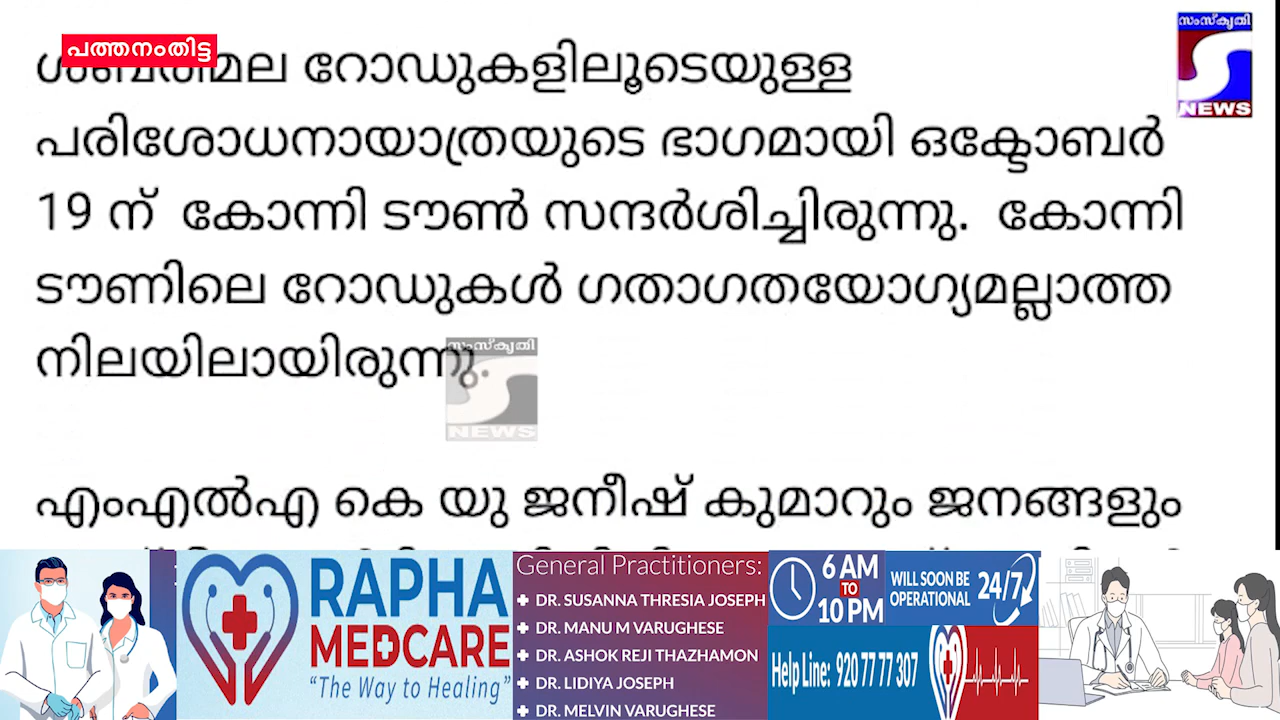 പത്തനംതിട്ട
ശബരിമല റോഡുകളിലൂടെയുള്ള
പരിശോധനായാത്രയുടെ ഭാഗമായി ഒക്ടോബർ
19 ന് കോന്നി ടൗൺ സന്ദർശിച്ചിരുന്നു. കോന്നി
ടൗണിലെ റോഡുകൾ ഗതാഗതയോഗ്യമല്ലാത്ത
നിലയിലായിരുന്നു.
എംഎൽഎ കെ യു ജനീഷ് കുമാറും ജനങ്ങളും
സംസ്കൃതി
NEWS
സംസ്കൃതി
NEWS
RAPHA
MEDCARE
“The Way to Healing”
General Practitioners:
DR. SUSANNA THRESIA JOSEPH
DR. MANU M VARUGHESE
DR. ASHOK REJI THAZHAMON
DR. LIDIYA JOSEPH
DR. MELVIN VARUGHESE
6 AM
TO
10 PM
WILL SOON BE
OPERATIONAL
24/7
Help Line: 920 77 77 307